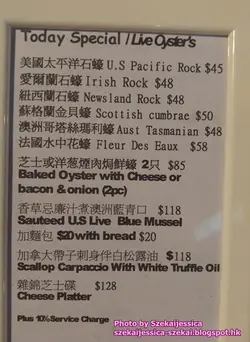 Today Special / Live Oyster's
美國太平洋石蠔 U.S Pacific Rock $45
愛爾蘭石蠔 Irish Rock $48
紐西蘭石蠔 Newsland Rock $48
蘇格蘭金貝蠔 Scottish cumbrae $50
澳洲哥塔絲瑪利蠔 Aust Tasmanian $48
法國水中花蠔 Fleur Des Eaux $58
芝士或洋葱煙肉焗鮮蠔 2只 $85
Baked Oyster with Cheese or
bacon & onion (2pc)
香草忌廉汁煮澳洲藍青口 $118
Sauteed U.S Live Blue Mussel
加麵包 $20 with bread $20
加拿大帶子刺身伴白松露油 $118
Scallop Carpaccio With White Truffle Oil
雜錦芝士碟 $128
Cheese Platter
Plus 10% Service Charge
Photo by Szekaijessica
szekaijessica-szekai.blogspot.hk